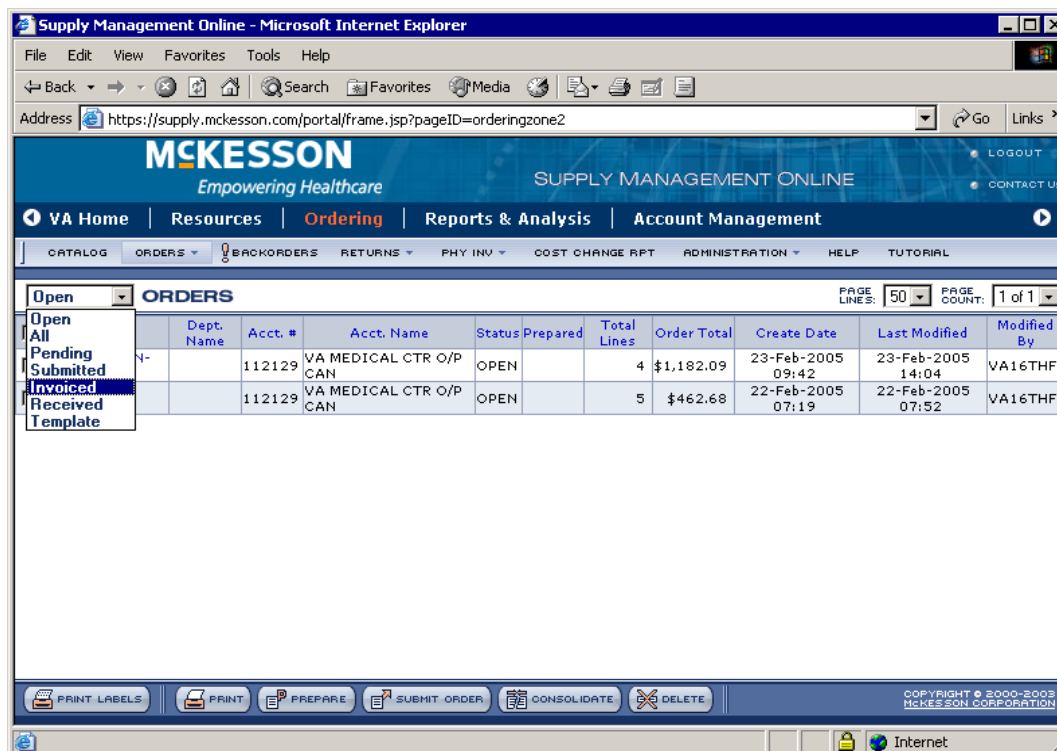 Supply Management Online - Microsoft Internet Explorer
File Edit View Favorites Tools Help
Back Search Favorites Media
Address https://supply.mckesson.com/portal/frame.jsp?pageID=orderingzone2 Go Links
MCKESSON
Empowering Healthcare
SUPPLY MANAGEMENT ONLINE
LOGOUT
CONTACT US
VA Home | Resources | Ordering | Reports & Analysis | Account Management
CATALOG ORDERS BACKORDERS RETURNS PHY INV COST CHANGE RPT ADMINISTRATION HELP TUTORIAL
Open ORDERS PAGE LINES: 50 PAGE COUNT: 1 of 1
Open
All
Pending
Submitted
Invoiced
Received
Template
Dept. Name Acct. # Acct. Name Status Prepared Total Lines Order Total Create Date Last Modified Modified By
N- 112129 VA MEDICAL CTR O/P CAN OPEN 4 $1,182.09 23-Feb-2005 09:42 23-Feb-2005 14:04 VA16THF
112129 VA MEDICAL CTR O/P CAN OPEN 5 $462.68 22-Feb-2005 07:19 22-Feb-2005 07:52 VA16THF
PRINT LABELS PRINT PREPARE SUBMIT ORDER CONSOLIDATE DELETE
COPYRIGHT © 2000-2003
MCKESSON CORPORATION
Internet